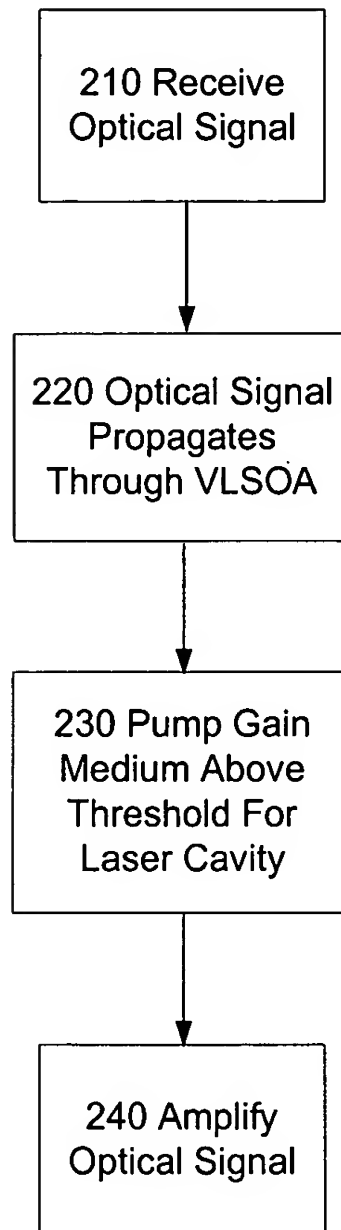 210 Receive
Optical Signal
220 Optical Signal
Propagates
Through VLSOA
230 Pump Gain
Medium Above
Threshold For
Laser Cavity
240 Amplify
Optical Signal